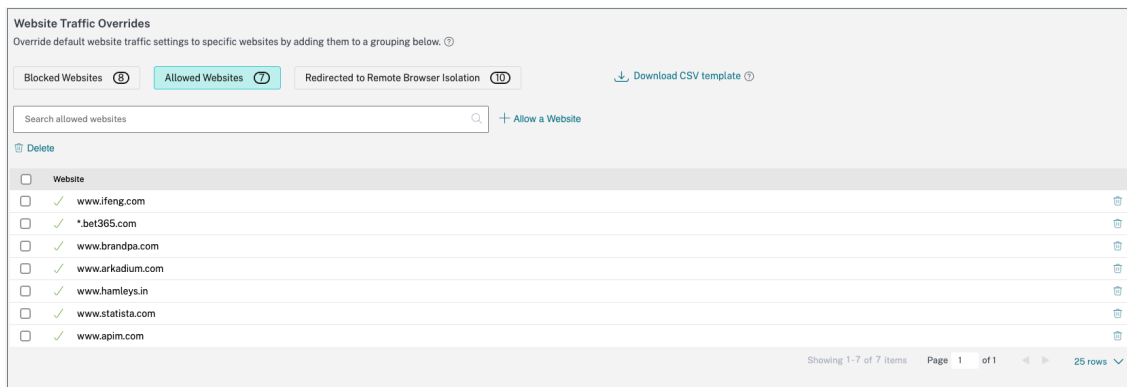 Website Traffic Overrides
Override default website traffic settings to specific websites by adding them to a grouping below.
Blocked Websites 8 Allowed Websites 7 Redirected to Remote Browser Isolation 10 Download CSV template
Search allowed websites + Allow a Website
Delete
Website
www.ifeng.com
*.bet365.com
www.brandpa.com
www.arkadium.com
www.hamleys.in
www.statista.com
www.apim.com
Showing 1-7 of 7 items Page 1 of 1 25 rows